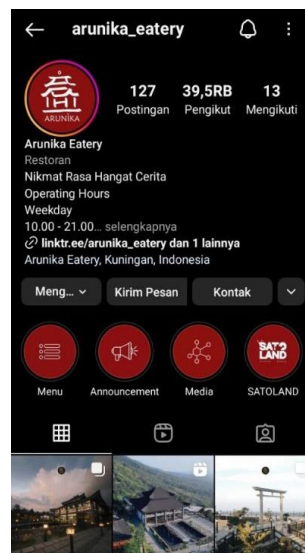 arunika_eatery
ARUNIKA
127 39,5RB 13
Postingan Pengikut Mengikuti
Arunika Eatery
Restoran
Nikmat Rasa Hangat Cerita
Operating Hours
Weekday
10.00 - 21.00... selengkapnya
linktr.ee/arunika_eatery dan 1 lainnya
Arunika Eatery, Kuningan, Indonesia
Meng... Kirim Pesan Kontak
SATO LAND
Menu Announcement Media SATOLAND